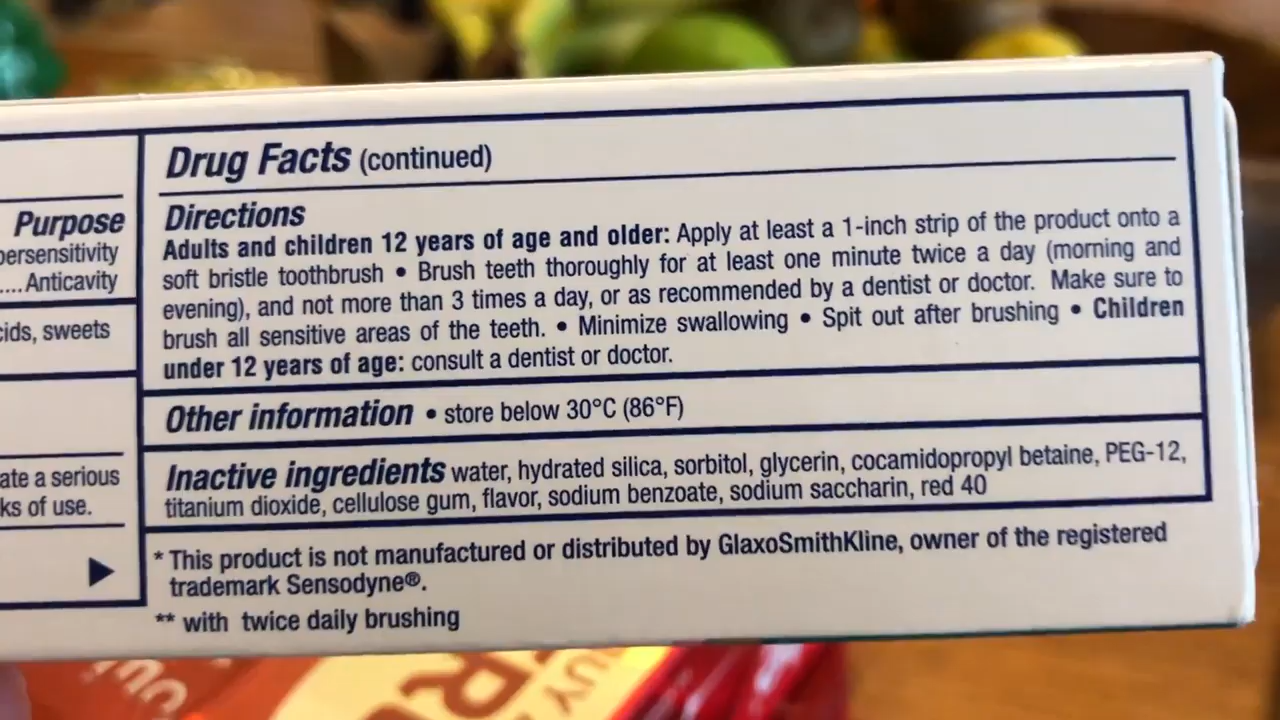 Purpose
persensitivity
....Anticavity
cids, sweets
ate a serious
ks of use.
Drug Facts (continued)
Directions
Adults and children 12 years of age and older: Apply at least a 1-inch strip of the product onto a
soft bristle toothbrush • Brush teeth thoroughly for at least one minute twice a day (morning and
evening), and not more than 3 times a day, or as recommended by a dentist or doctor. Make sure to
brush all sensitive areas of the teeth. • Minimize swallowing • Spit out after brushing • Children
under 12 years of age: consult a dentist or doctor.
Other information • store below 30°C (86°F)
Inactive ingredients water, hydrated silica, sorbitol, glycerin, cocamidopropyl betaine, PEG-12,
titanium dioxide, cellulose gum, flavor, sodium benzoate, sodium saccharin, red 40
* This product is not manufactured or distributed by GlaxoSmithKline, owner of the registered
trademark Sensodyne®.
** with twice daily brushing